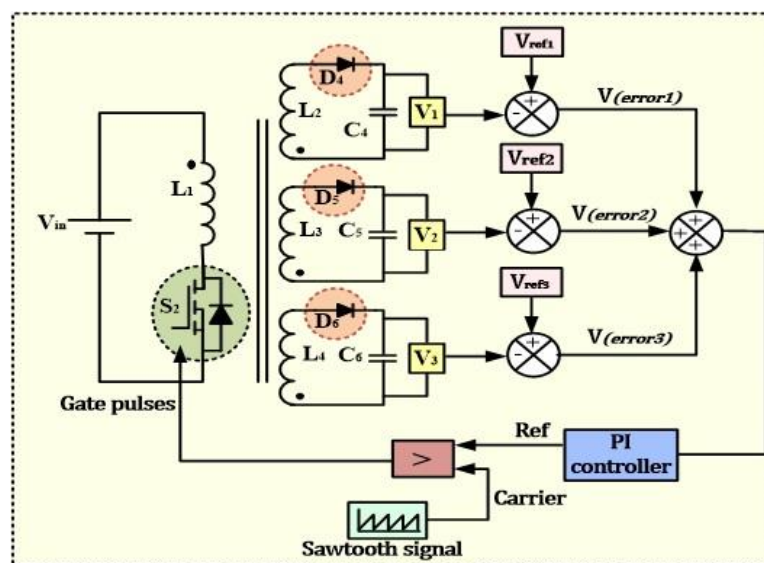 Vref1
D4
L2
C4
V1
+
-
V(error1)
L1
Vin
S2
Vref2
D5
L3
C5
V2
+
-
V(error2)
+
+
+
Vref3
D6
L4
C6
V3
+
-
V(error3)
Gate pulses
Ref
PI
controller
>
Carrier
Sawtooth signal